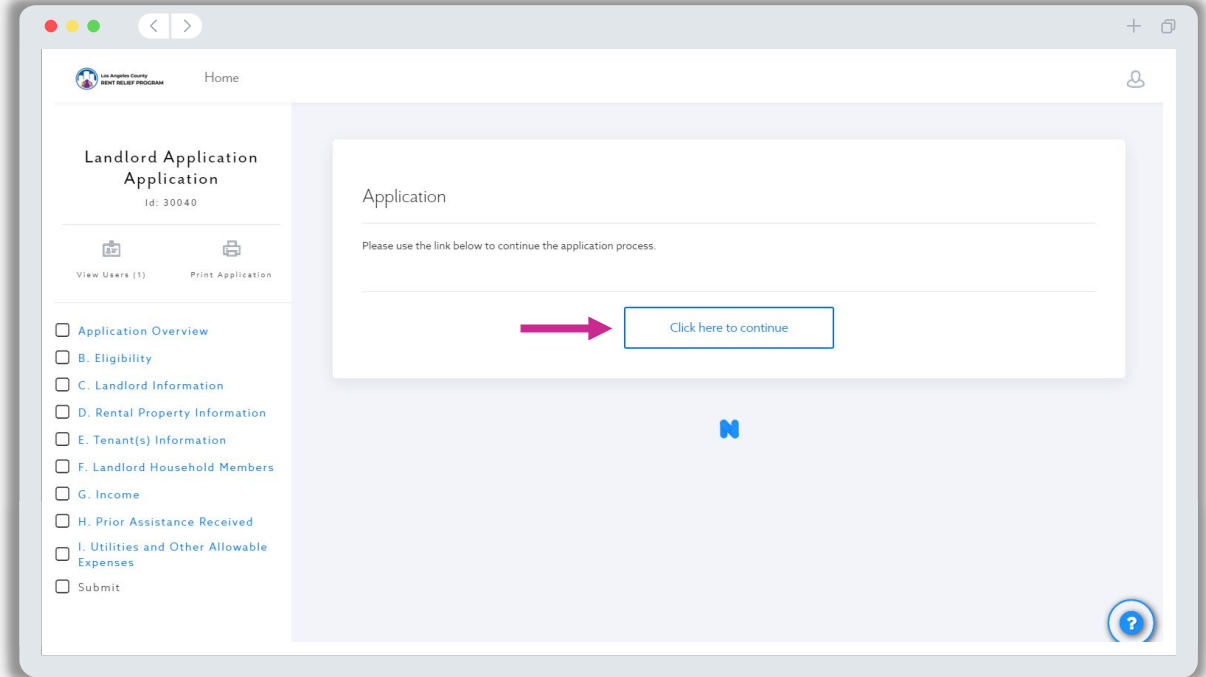 Los Angeles County
RENT RELIEF PROGRAM
Home
Landlord Application
Application
Id: 30040
View Users (1)
Print Application
Application Overview
B. Eligibility
C. Landlord Information
D. Rental Property Information
E. Tenant(s) Information
F. Landlord Household Members
G. Income
H. Prior Assistance Received
I. Utilities and Other Allowable
Expenses
Submit
Application
Please use the link below to continue the application process.
Click here to continue
N
?